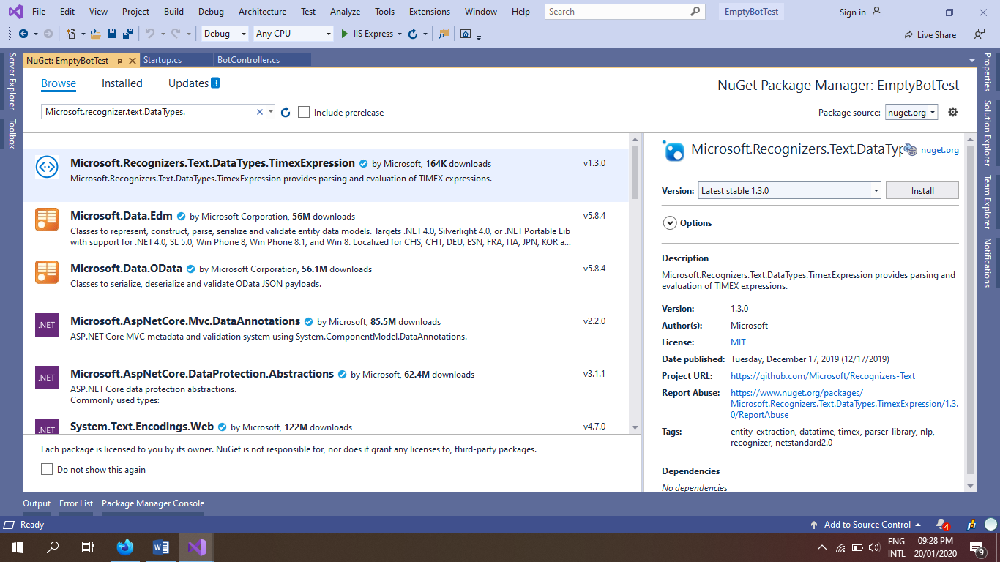 File Edit View Project Build Debug Architecture Test Analyze Tools Extensions Window Help Search EmptyBotTest Sign in
Debug Any CPU IIS Express Live Share
NuGet: EmptyBotTest Startup.cs BotController.cs
Server Explorer
Toolbox
Browse Installed Updates 3
NuGet Package Manager: EmptyBotTest
Microsoft.recognizer.text.DataTypes. Include prerelease
Package source: nuget.org
Microsoft.Recognizers.Text.DataTypes.TimexExpression by Microsoft, 164K downloads v1.3.0
Microsoft.Recognizers.Text.DataTypes.TimexExpression provides parsing and evaluation of TIMEX expressions.
Microsoft.Data.Edm by Microsoft Corporation, 56M downloads v5.8.4
Classes to represent, construct, parse, serialize and validate entity data models. Targets .NET 4.0, Silverlight 4.0, or .NET Portable Lib
with support for .NET 4.0, SL 5.0, Win Phone 8, Win Phone 8.1, and Win 8. Localized for CHS, CHT, DEU, ESN, FRA, ITA, JPN, KOR a...
Microsoft.Data.OData by Microsoft Corporation, 56.1M downloads v5.8.4
Classes to serialize, deserialize and validate OData JSON payloads.
.NET
Microsoft.AspNetCore.Mvc.DataAnnotations by Microsoft, 85.5M downloads v2.2.0
ASP.NET Core MVC metadata and validation system using System.ComponentModel.DataAnnotations.
.NET
Microsoft.AspNetCore.DataProtection.Abstractions by Microsoft, 62.4M downloads v3.1.1
ASP.NET Core data protection abstractions.
Commonly used types:
.NET
System.Text.Encodings.Web by Microsoft, 122M downloads v4.7.0
Each package is licensed to you by its owner. NuGet is not responsible for, nor does it grant any licenses to, third-party packages.
Do not show this again
Microsoft.Recognizers.Text.DataTyp nuget.org
Version: Latest stable 1.3.0 Install
Options
Description
Microsoft.Recognizers.Text.DataTypes.TimexExpression provides parsing and
evaluation of TIMEX expressions.
Version: 1.3.0
Author(s): Microsoft
License: MIT
Date published: Tuesday, December 17, 2019 (12/17/2019)
Project URL: https://github.com/Microsoft/Recognizers-Text
Report Abuse: https://www.nuget.org/packages/
Microsoft.Recognizers.Text.DataTypes.TimexExpression/1.3.
0/ReportAbuse
Tags: entity-extraction, datatime, timex, parser-library, nlp,
recognizer, netstandard2.0
Dependencies
No dependencies
Properties
Solution Explorer
Team Explorer
Notifications
Output Error List Package Manager Console
Ready Add to Source Control 4
ENG 09:28 PM
INTL 20/01/2020 9